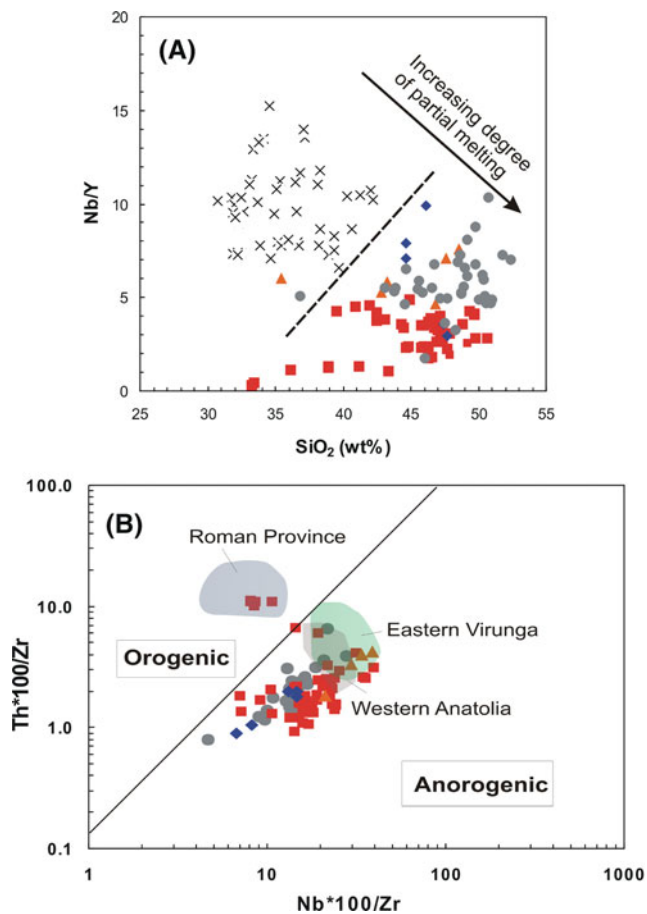 (A)
20
15
10
5
0
Nb/Y
Increasing degree
of partial melting
25 30 35 40 45 50 55
SiO₂ (wt%)
(B)
100.0
10.0
1.0
0.1
Th*100/Zr
Roman Province
Eastern Virunga
Orogenic
Western Anatolia
Anorogenic
1 10 100 1000
Nb*100/Zr